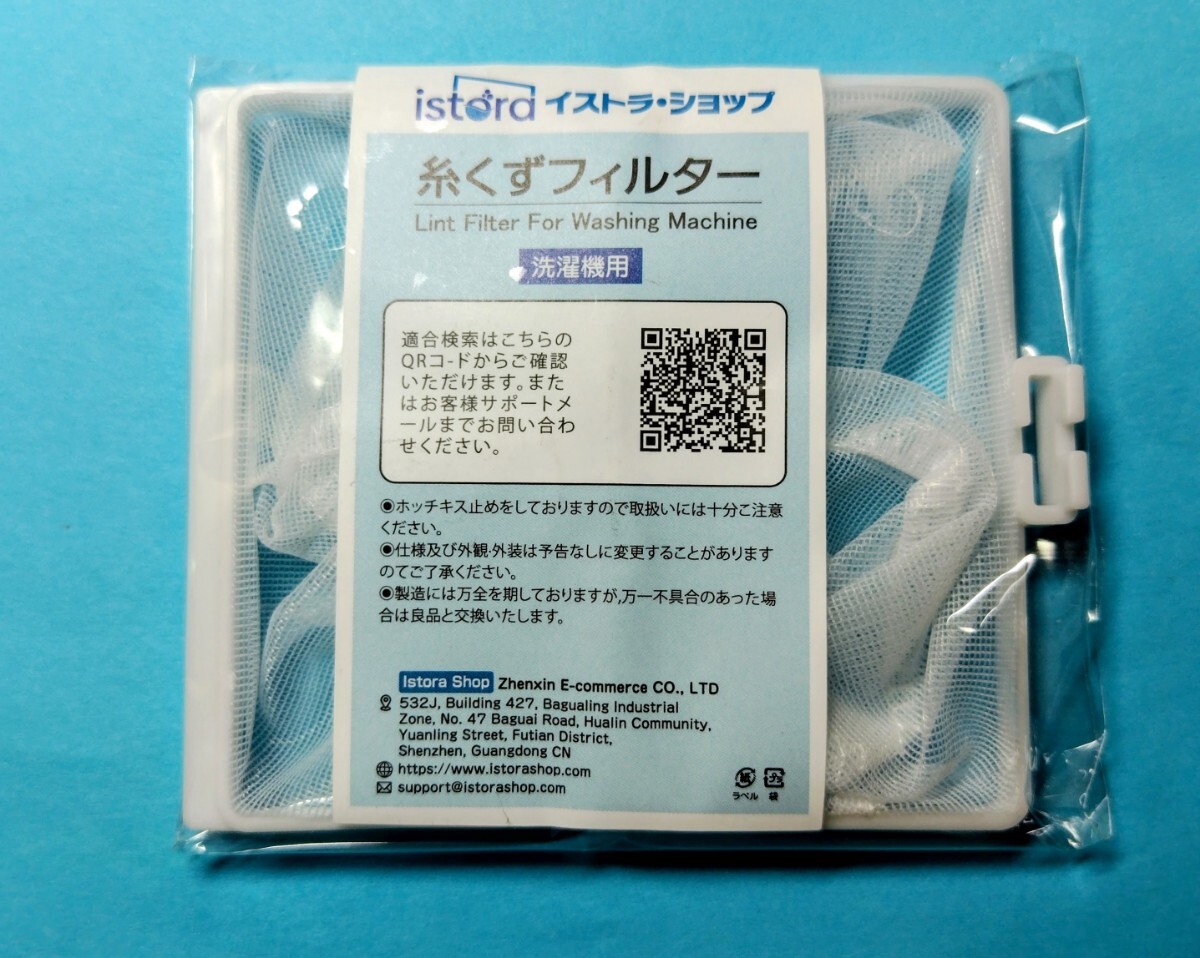 istora イストラ・ショップ
糸くずフィルター
Lint Filter For Washing Machine
洗濯機用
適合検索はこちらの
QRコ-ドからご確認
いただけます。また
はお客様サポートメ
ールまでお問い合わ
せください。
◉ホッチキス止めをしておりますので取扱いには十分ご注意
ください。
◉仕様及び外観·外装は予告なしに変更することがあります
のでご了承ください。
◉製造には万全を期しておりますが,万一不具合のあった場
合は良品と交換いたします。
Istora Shop Zhenxin E-commerce CO., LTD
532J, Building 427, Bagualing Industrial
Zone, No. 47 Baguai Road, Hualin Community,
Yuanling Street, Futian District,
Shenzhen, Guangdong CN
https://www.istorashop.com
support@istorashop.com
紙 プラ
ラベル 袋